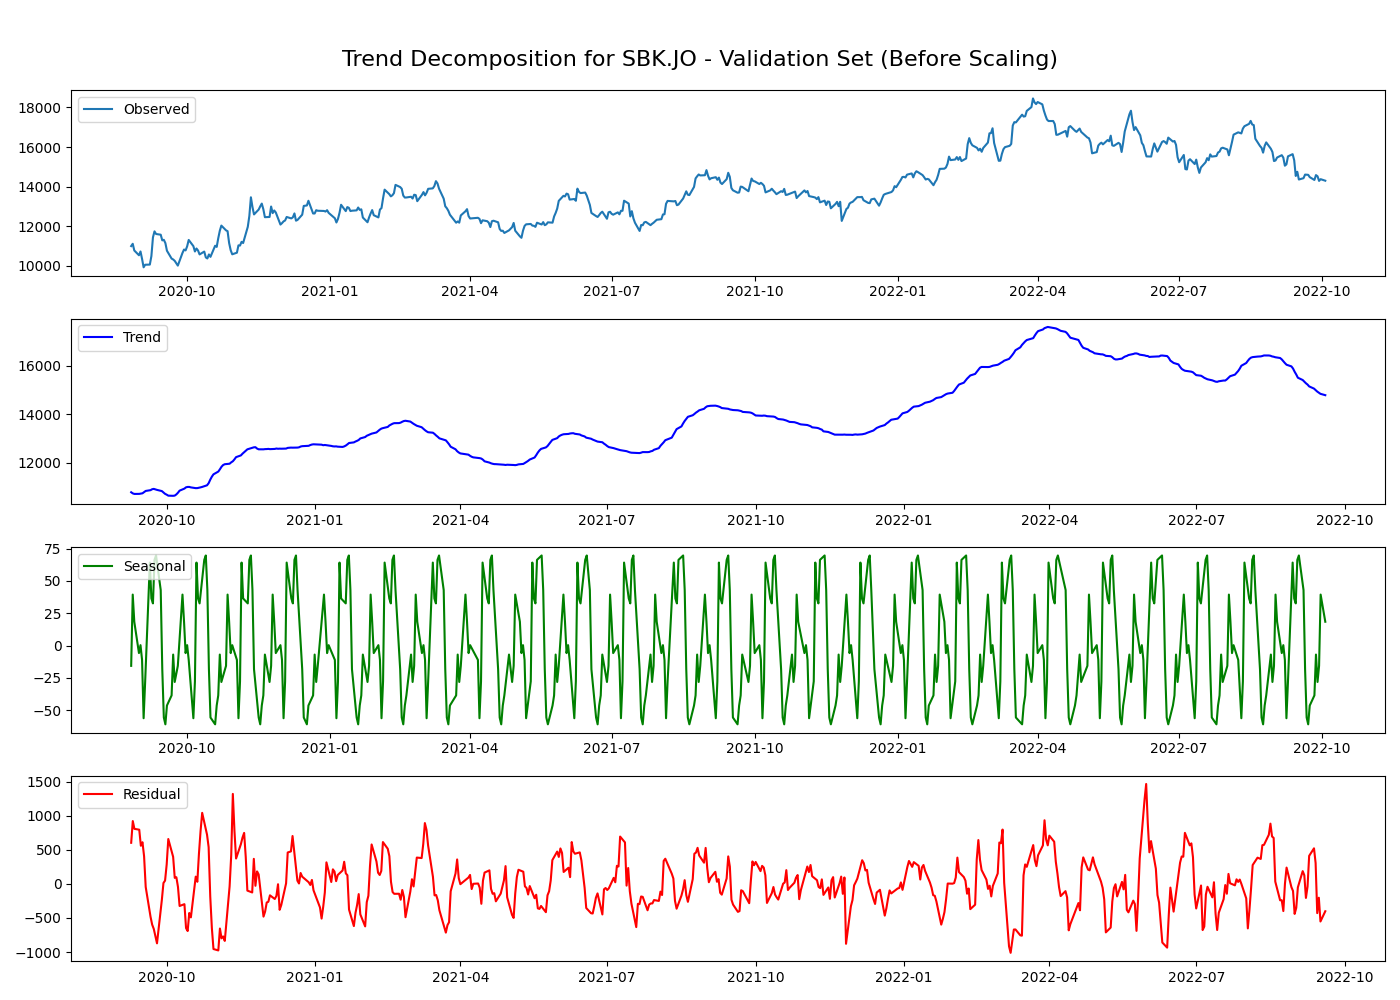 Trend Decomposition for SBK.JO - Validation Set (Before Scaling)
Observed
18000
16000
14000
12000
10000
2020-10 2021-01 2021-04 2021-07 2021-10 2022-01 2022-04 2022-07 2022-10
Trend
16000
14000
12000
2020-10 2021-01 2021-04 2021-07 2021-10 2022-01 2022-04 2022-07 2022-10
Seasonal
75
50
25
0
−25
−50
2020-10 2021-01 2021-04 2021-07 2021-10 2022-01 2022-04 2022-07 2022-10
Residual
1500
1000
500
0
−500
−1000
2020-10 2021-01 2021-04 2021-07 2021-10 2022-01 2022-04 2022-07 2022-10